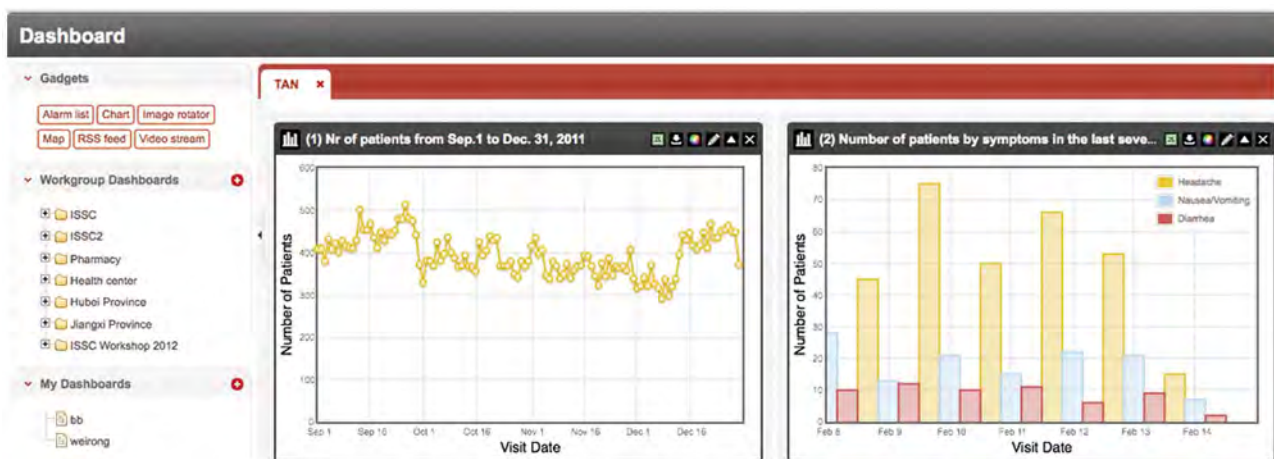 Dashboard
Gadgets
Alarm list Chart Image rotator
Map RSS feed Video stream
Workgroup Dashboards
ISSC
ISSC2
Pharmacy
Health center
Hubei Province
Jiangxi Province
ISSC Workshop 2012
My Dashboards
bb
weirong
TAN
(1) Nr of patients from Sep.1 to Dec. 31, 2011
Number of Patients
600
500
400
300
200
100
0
Sep 1 Sep 16 Oct 1 Oct 16 Nov 1 Nov 16 Dec 1 Dec 16
Visit Date
(2) Number of patients by symptoms in the last seve...
Number of Patients
80
70
60
50
40
30
20
10
0
Headache
Nausea/Vomiting
Diarrhea
Feb 8 Feb 9 Feb 10 Feb 11 Feb 12 Feb 13 Feb 14
Visit Date